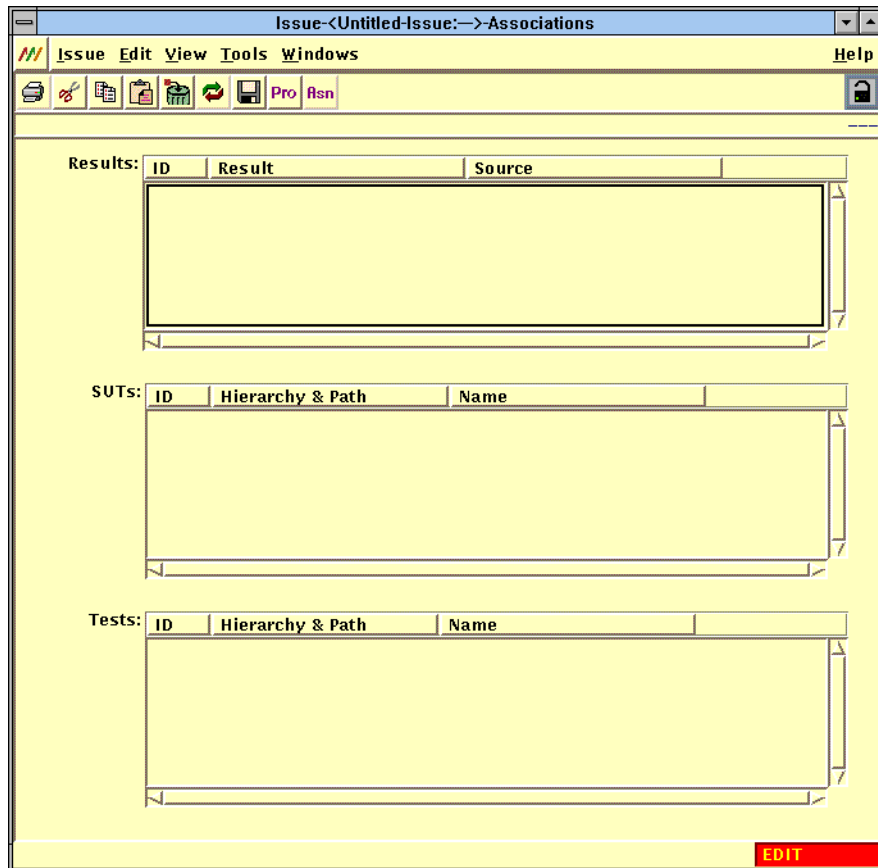 Issue-<Untitled-Issue:—>-Associations
Issue Edit View Tools Windows Help
Pro Asn
---
Results: ID Result Source
SUTs: ID Hierarchy & Path Name
Tests: ID Hierarchy & Path Name
EDIT